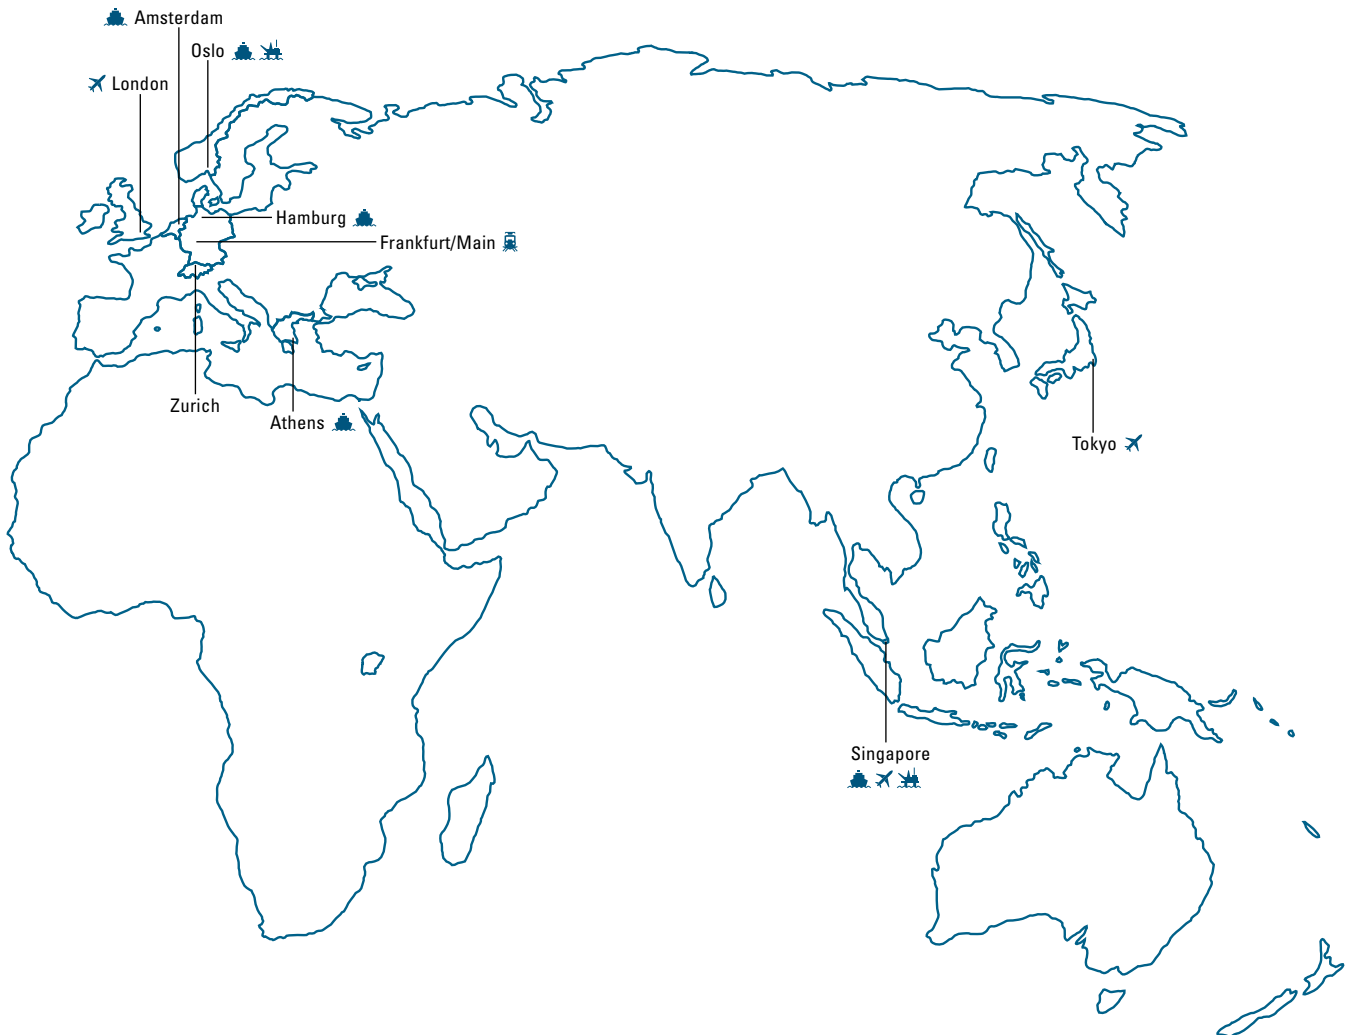 Amsterdam
Oslo
London
Hamburg
Frankfurt/Main
Zurich
Athens
Tokyo
Singapore